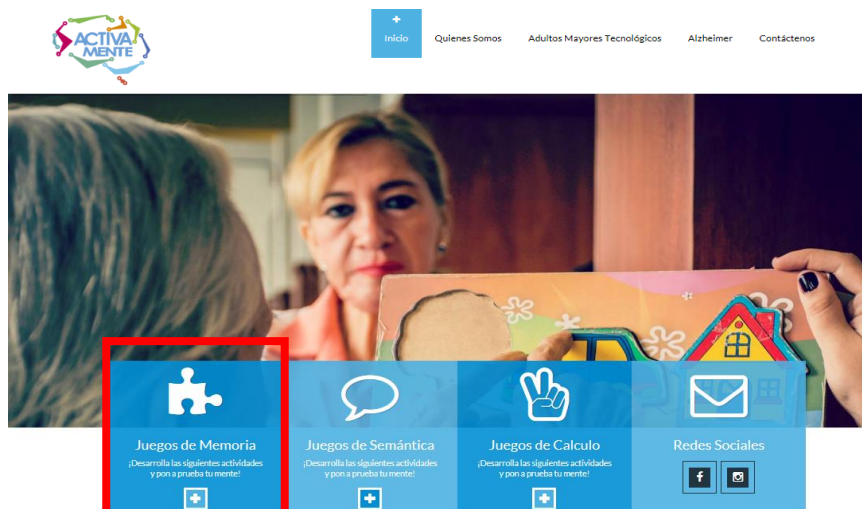 ACTIVA
MENTE
Inicio
Quienes Somos
Adultos Mayores Tecnológicos
Alzheimer
Contáctenos
Juegos de Memoria
¡Desarrolla las siguientes actividades
y pon a prueba tu mente!
Juegos de Semántica
¡Desarrolla las siguientes actividades
y pon a prueba tu mente!
Juegos de Calculo
¡Desarrolla las siguientes actividades
y pon a prueba tu mente!
Redes Sociales